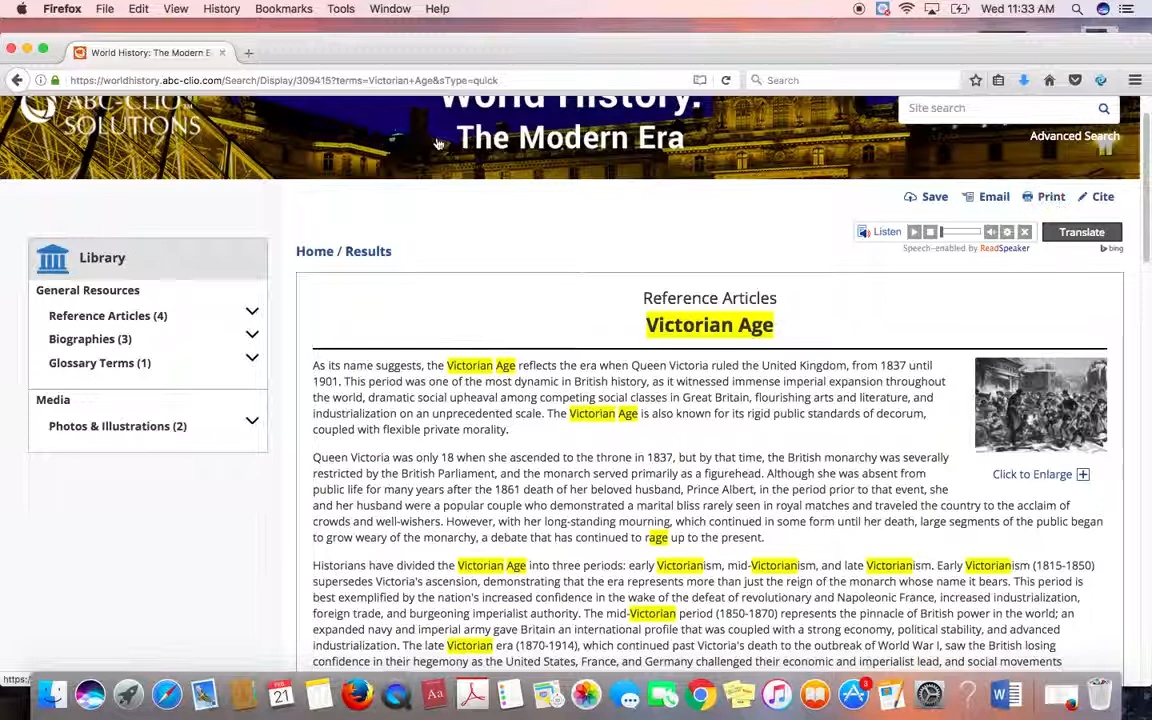 Firefox File Edit View History Bookmarks Tools Window Help Wed 11:33 AM
World History: The Modern E
https://worldhistory.abc-clio.com/Search/Display/309415?terms=Victorian+Age&sType=quick Search
ABC-CLIO
SOLUTIONS
World History:
The Modern Era
Site search
Advanced Search
Save Email Print Cite
Listen Translate
Speech-enabled by ReadSpeaker bing
Home / Results
Library
General Resources
Reference Articles (4)
Biographies (3)
Glossary Terms (1)
Media
Photos & Illustrations (2)
Reference Articles
Victorian Age
As its name suggests, the Victorian Age reflects the era when Queen Victoria ruled the United Kingdom, from 1837 until
1901. This period was one of the most dynamic in British history, as it witnessed immense imperial expansion throughout
the world, dramatic social upheaval among competing social classes in Great Britain, flourishing arts and literature, and
industrialization on an unprecedented scale. The Victorian Age is also known for its rigid public standards of decorum,
coupled with flexible private morality.
Click to Enlarge
Queen Victoria was only 18 when she ascended to the throne in 1837, but by that time, the British monarchy was severally
restricted by the British Parliament, and the monarch served primarily as a figurehead. Although she was absent from
public life for many years after the 1861 death of her beloved husband, Prince Albert, in the period prior to that event, she
and her husband were a popular couple who demonstrated a marital bliss rarely seen in royal matches and traveled the country to the acclaim of
crowds and well-wishers. However, with her long-standing mourning, which continued in some form until her death, large segments of the public began
to grow weary of the monarchy, a debate that has continued to rage up to the present.
Historians have divided the Victorian Age into three periods: early Victorianism, mid-Victorianism, and late Victorianism. Early Victorianism (1815-1850)
supersedes Victoria's ascension, demonstrating that the era represents more than just the reign of the monarch whose name it bears. This period is
best exemplified by the nation's increased confidence in the wake of the defeat of revolutionary and Napoleonic France, increased industrialization,
foreign trade, and burgeoning imperialist authority. The mid-Victorian period (1850-1870) represents the pinnacle of British power in the world; an
expanded navy and imperial army gave Britain an international profile that was coupled with a strong economy, political stability, and advanced
industrialization. The late Victorian era (1870-1914), which continued past Victoria's death to the outbreak of World War I, saw the British losing
confidence in their hegemony as the United States, France, and Germany challenged their economic and imperialist lead, and social movements
https:
FEB
21
Aa
3
W